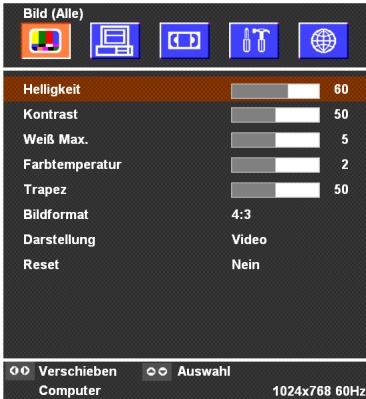 Bild (Alle)
Helligkeit 60
Kontrast 50
Weiß Max. 5
Farbtemperatur 2
Trapez 50
Bildformat 4:3
Darstellung Video
Reset Nein
Verschieben Auswahl
Computer 1024x768 60Hz